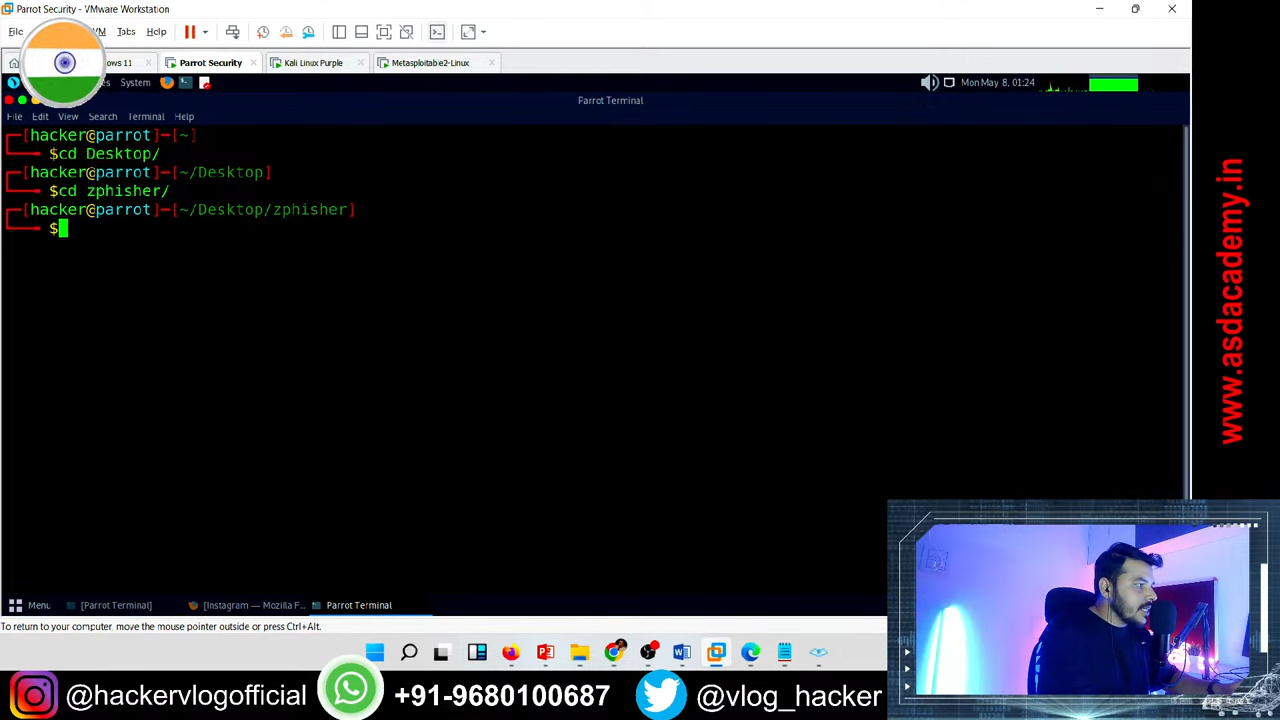 Parrot Security - VMware Workstation
File
VM
Tabs
Help
Parrot Security
Kali Linux Purple
Metasploitable2-Linux
System
Mon May 8, 01:24
Parrot Terminal
File Edit View Search Terminal Help
[hacker@parrot]-[~]
$cd Desktop/
[hacker@parrot]-[~/Desktop]
$cd zphisher/
[hacker@parrot]-[~/Desktop/zphisher]
$
www.asdacademy.in
Menu
[Parrot Terminal]
[Instagram — Mozilla F...
Parrot Terminal
To return to your computer, move the mouse pointer outside or press Ctrl+Alt.
@hackervlogofficial
+91-9680100687
@vlog_hacker